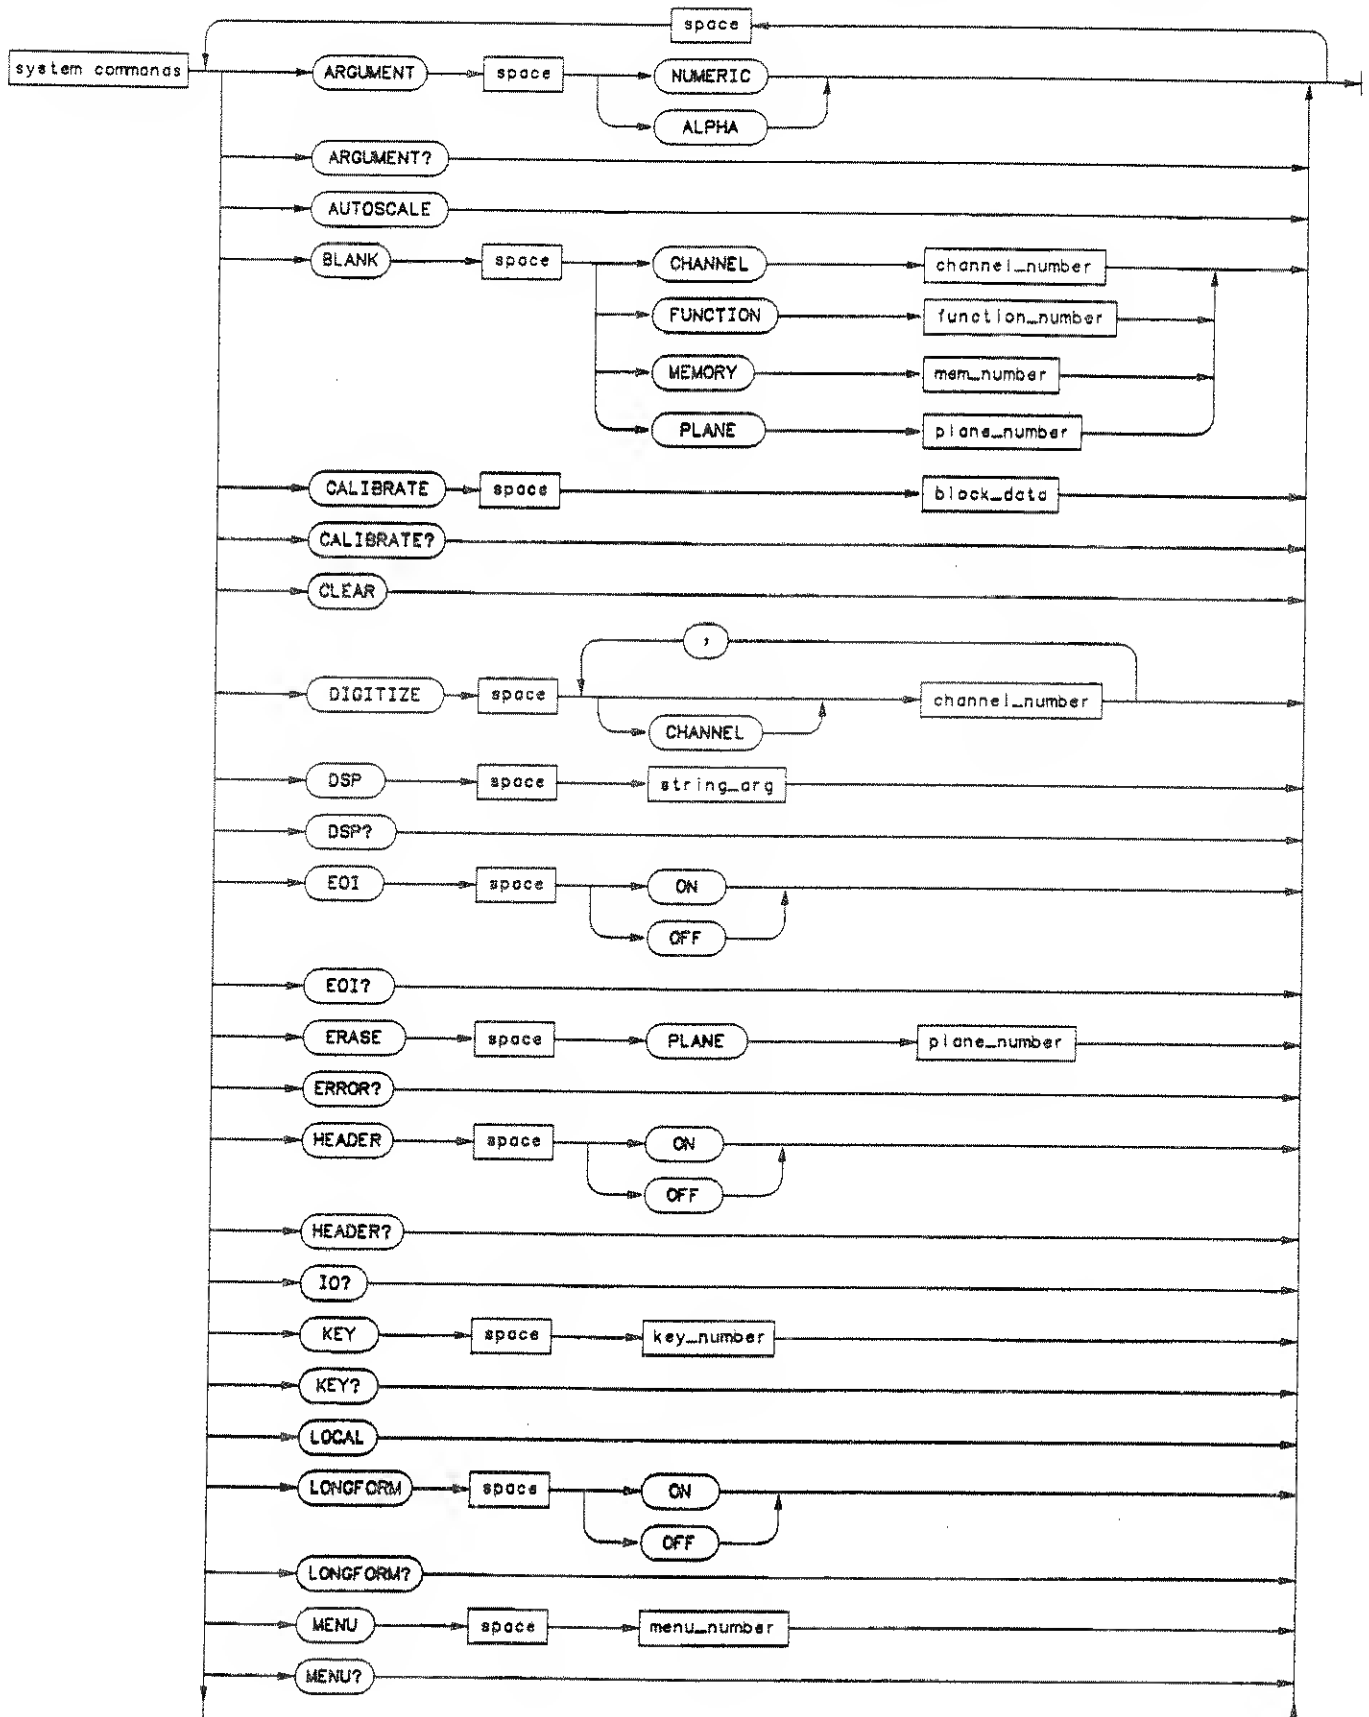 space
system commands ARGUMENT space NUMERIC
ALPHA
ARGUMENT?
AUTOSCALE
BLANK space CHANNEL channel_number
FUNCTION function_number
MEMORY mem_number
PLANE plane_number
CALIBRATE space block_data
CALIBRATE?
CLEAR
,
DIGITIZE space channel_number
CHANNEL
DSP space string_arg
DSP?
EOI space ON
OFF
EOI?
ERASE space PLANE plane_number
ERROR?
HEADER space ON
OFF
HEADER?
IO?
KEY space key_number
KEY?
LOCAL
LONGFORM space ON
OFF
LONGFORM?
MENU space menu_number
MENU?